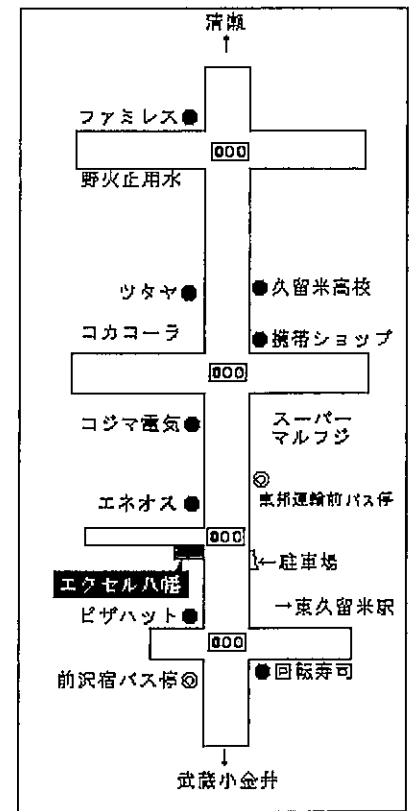 清瀬
↑
ファミレス●
000
野火止用水
ツタヤ●
●久留米高校
コカコーラ
●携帯ショップ
000
コジマ電気●
スーパー
マルフジ
◎
東邦運輸前バス停
エネオス●
000
←駐車場
エクセル八幡
→東久留米駅
ピザハット●
000
前沢宿バス停◎
●回転寿司
↓
武蔵小金井